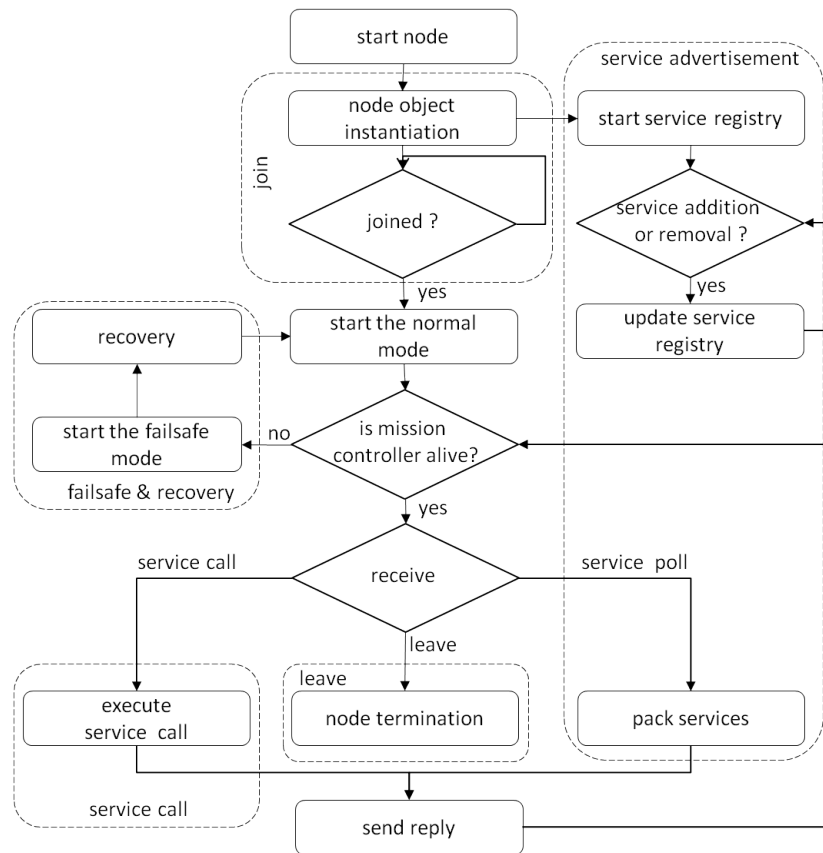 start node
service advertisement
node object
instantiation
start service registry
join
joined ?
service addition
or removal ?
yes
yes
recovery
start the normal
mode
update service
registry
start the failsafe
mode
no
is mission
controller alive?
failsafe & recovery
yes
service call
receive
service poll
leave
leave
execute
service call
node termination
pack services
service call
send reply